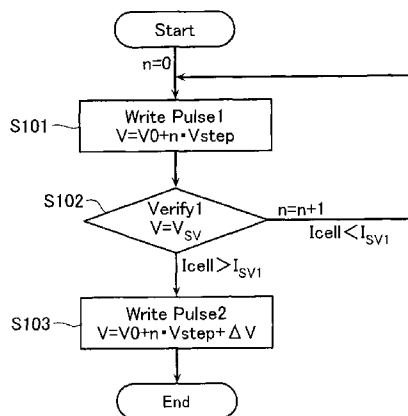 Start
n=0
S101
Write Pulse1
V=V0+n・Vstep
S102
Verify1
V=V_SV
n=n+1
Icell<I_SV1
Icell>I_SV1
S103
Write Pulse2
V=V0+n・Vstep+ΔV
End